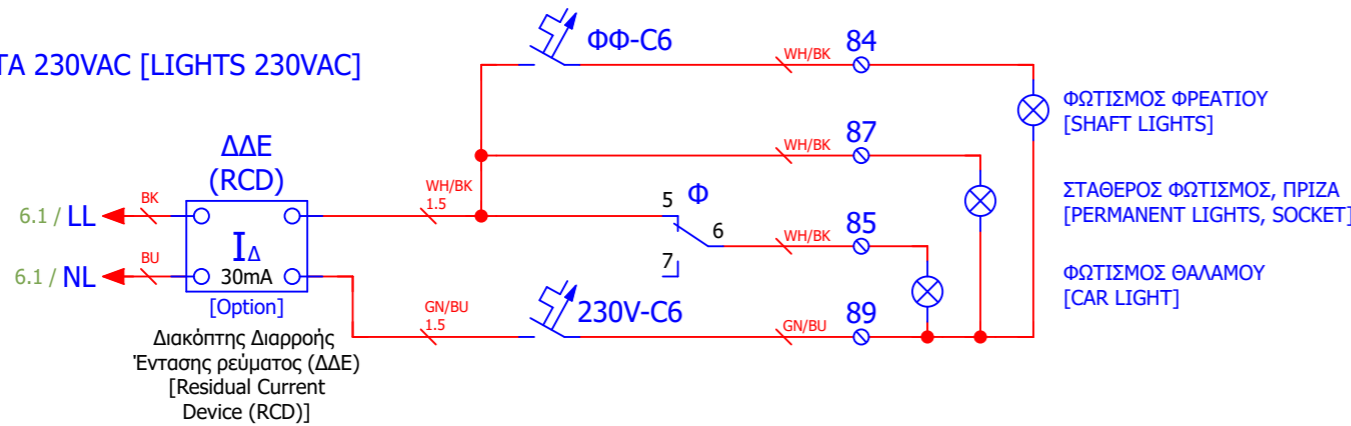 ΤΑ 230VAC [LIGHTS 230VAC]
ΦΦ-C6
WH/BK
84
ΦΩΤΙΣΜΟΣ ΦΡΕΑΤΙΟΥ
[SHAFT LIGHTS]
ΔΔΕ
(RCD)
WH/BK
87
ΣΤΑΘΕΡΟΣ ΦΩΤΙΣΜΟΣ, ΠΡΙΖΑ
[PERMANENT LIGHTS, SOCKET]
6.1 / LL
BK
WH/BK
1.5
5
Φ
6
7
WH/BK
85
ΦΩΤΙΣΜΟΣ ΘΑΛΑΜΟΥ
[CAR LIGHT]
6.1 / NL
BU
IΔ
30mA
[Option]
GN/BU
1.5
230V-C6
GN/BU
89
Διακόπτης Διαρροής
Έντασης ρεύματος (ΔΔΕ)
[Residual Current
Device (RCD)]